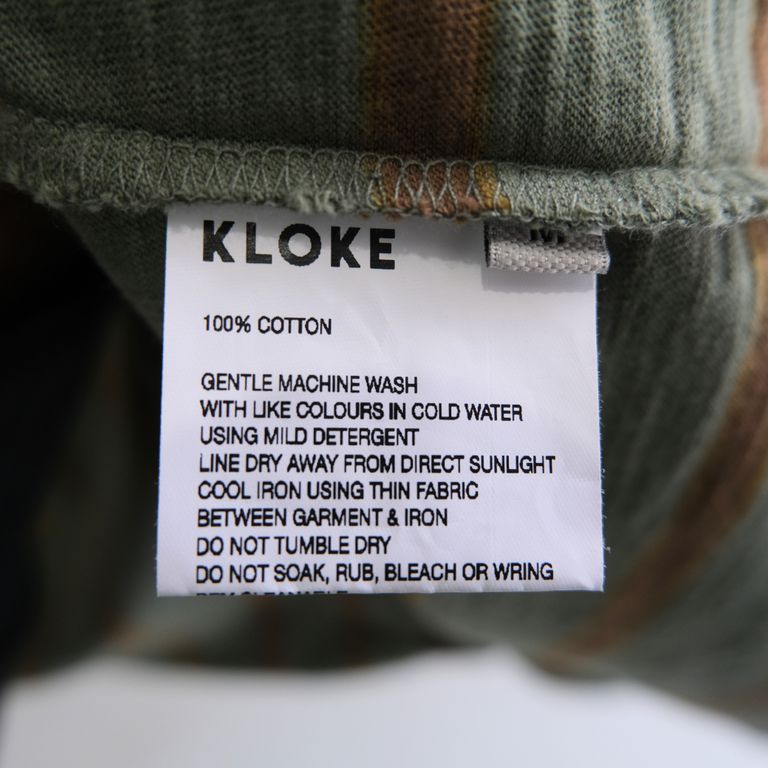 KLOKE
M
100% COTTON
GENTLE MACHINE WASH
WITH LIKE COLOURS IN COLD WATER
USING MILD DETERGENT
LINE DRY AWAY FROM DIRECT SUNLIGHT
COOL IRON USING THIN FABRIC
BETWEEN GARMENT & IRON
DO NOT TUMBLE DRY
DO NOT SOAK, RUB, BLEACH OR WRING
DRY CLEANABLE